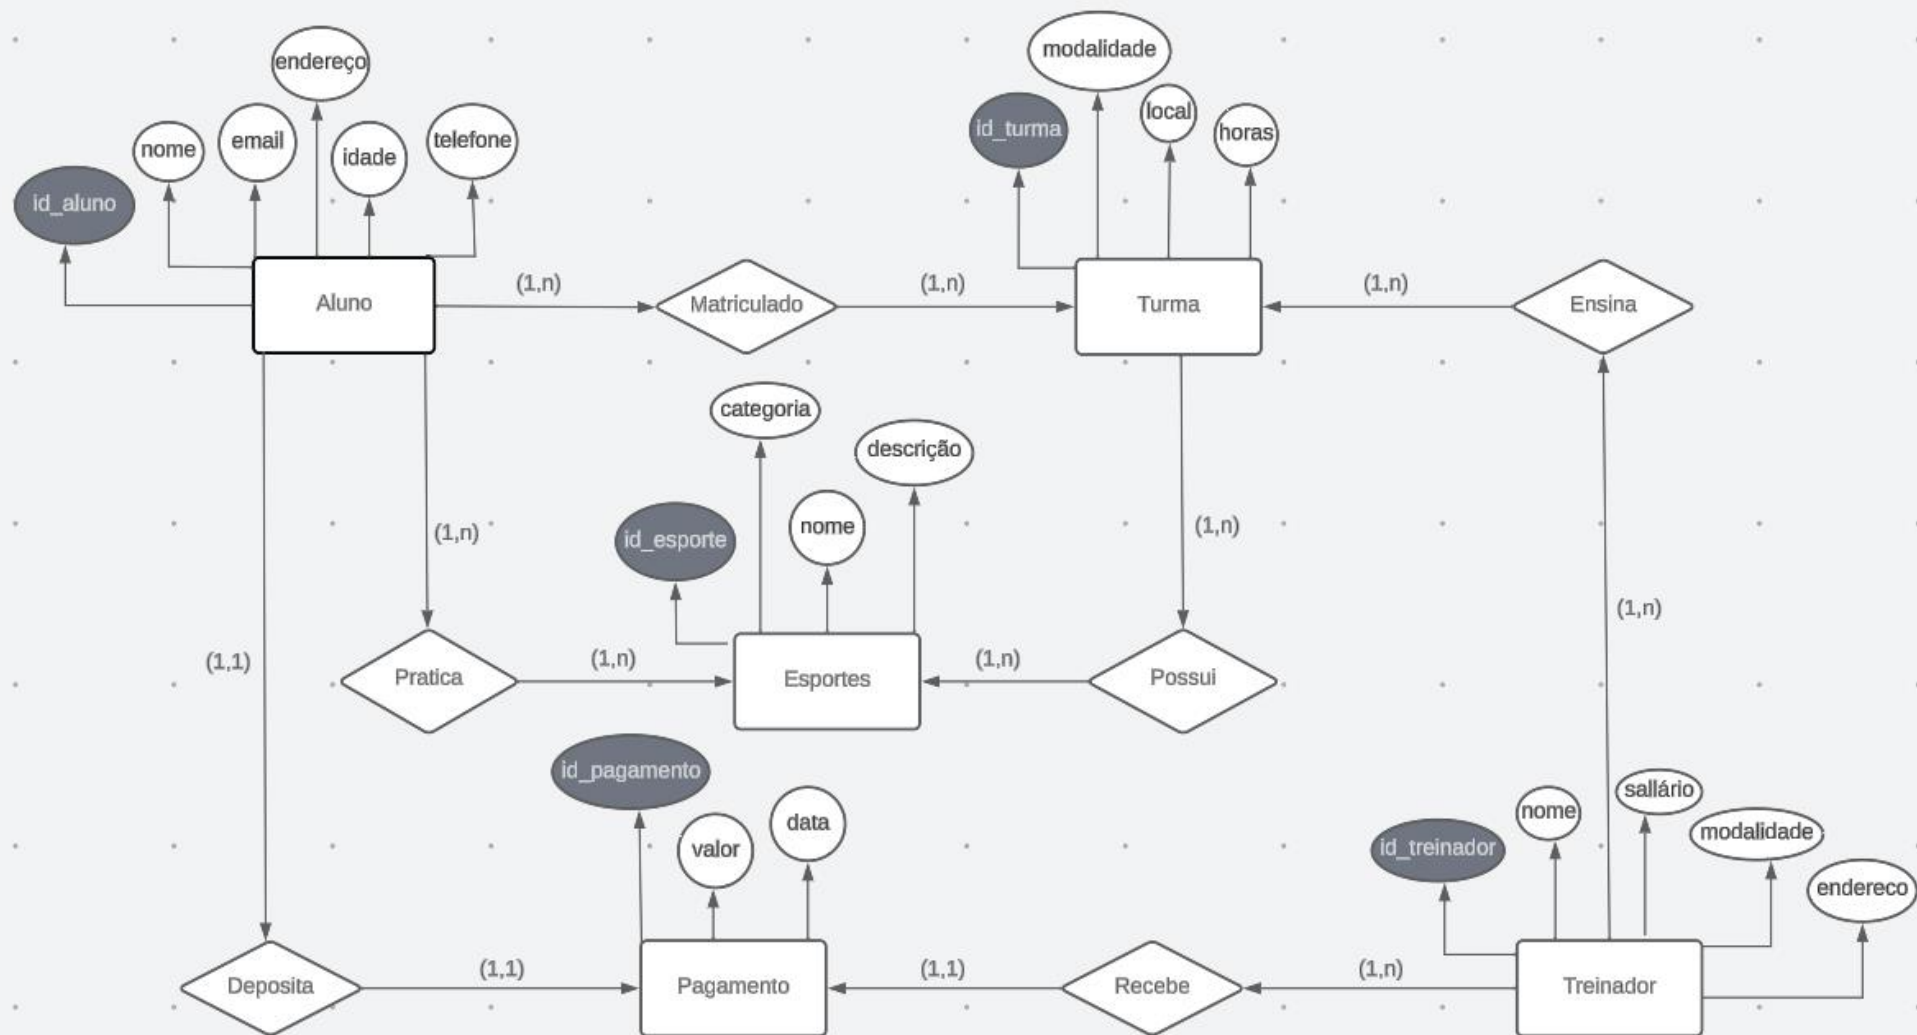 endereço
modalidade
nome
email
idade
telefone
id_aluno
id_turma
local
horas
Aluno
(1,n)
Matriculado
(1,n)
Turma
(1,n)
Ensina
categoria
descrição
nome
id_esporte
(1,n)
(1,n)
(1,n)
(1,1)
Pratica
(1,n)
Esportes
(1,n)
Possui
id_pagamento
valor
data
nome
sallário
modalidade
id_treinador
endereco
Deposita
(1,1)
Pagamento
(1,1)
Recebe
(1,n)
Treinador